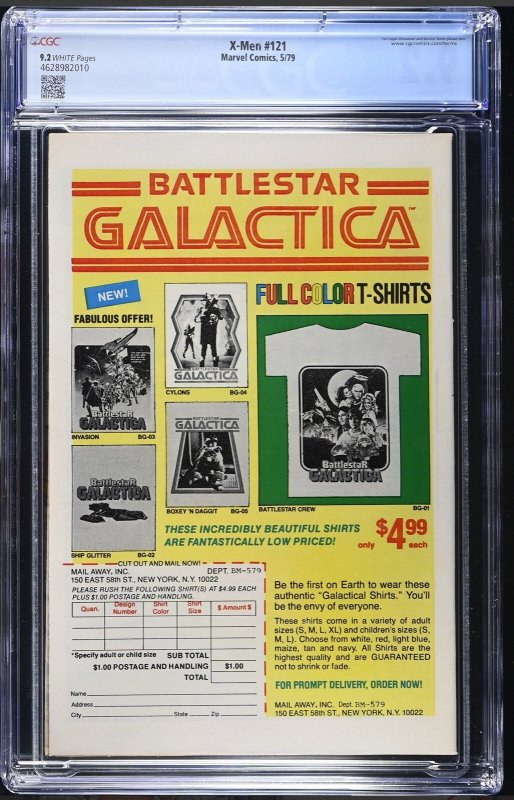 CGC
9.2 WHITE Pages
4628982010
X-Men #121
Marvel Comics, 5/79
www.cgccomics.com/terms
BATTLESTAR
GALACTICA™
NEW!
FABULOUS OFFER!
FULL COLOR T-SHIRTS
BATTLESTAR
GALACTICA
CYLONS BG-04
Battlestar
GALACTICA
INVASION BG-03
BATTLESTAR
GALACTICA
BOXEY 'N DAGGIT BG-05
Battlestar
GALACTICA
SHIP GLITTER BG-02
Battlestar
GALACTICA
BATTLESTAR CREW BG-01
THESE INCREDIBLY BEAUTIFUL SHIRTS
ARE FANTASTICALLY LOW PRICED!
only $4.99 each
CUT OUT AND MAIL NOW!
MAIL AWAY, INC. DEPT. BM-579
150 EAST 58th ST., NEW YORK, N.Y. 10022
PLEASE RUSH THE FOLLOWING SHIRT(S) AT $4.99 EACH
PLUS $1.00 POSTAGE AND HANDLING.
Quan. Design Number Shirt Color Shirt Size $ Amount $
*Specify adult or child size SUB TOTAL
$1.00 POSTAGE AND HANDLING $1.00
TOTAL
Name
Address
City State Zip
Be the first on Earth to wear these
authentic "Galactical Shirts." You'll
be the envy of everyone.
These shirts come in a variety of adult
sizes (S, M, L, XL) and children's sizes (S,
M, L). Choose from white, red, light blue,
maize, tan and navy. All Shirts are the
highest quality and are GUARANTEED
not to shrink or fade.
FOR PROMPT DELIVERY, ORDER NOW!
MAIL AWAY, INC. Dept. BM-579
150 EAST 58th ST., NEW YORK, N.Y. 10022